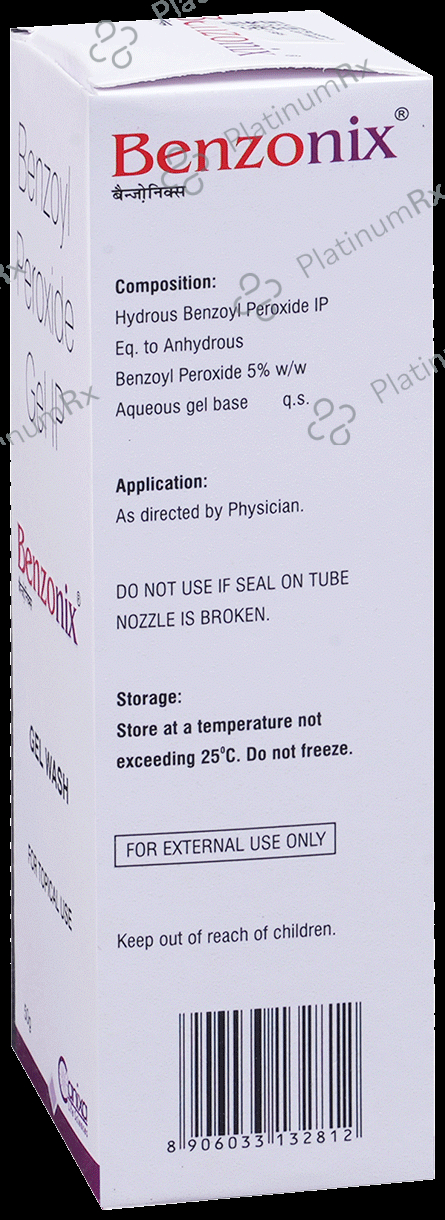 Benzonix®
बैन्ज़ोनिक्स
Composition:
Hydrous Benzoyl Peroxide IP
Eq. to Anhydrous
Benzoyl Peroxide 5% w/w
Aqueous gel base q.s.
Application:
As directed by Physician.
DO NOT USE IF SEAL ON TUBE
NOZZLE IS BROKEN.
Storage:
Store at a temperature not
exceeding 25°C. Do not freeze.
FOR EXTERNAL USE ONLY
Keep out of reach of children.
8 906033 132812
Benzoyl
Peroxide
Gel IP
Benzonix®
बैन्ज़ोनिक्स
GEL WASH
FOR TOPICAL USE
50g
PlatinumRx
PlatinumRx
PlatinumRx
PlatinumRx